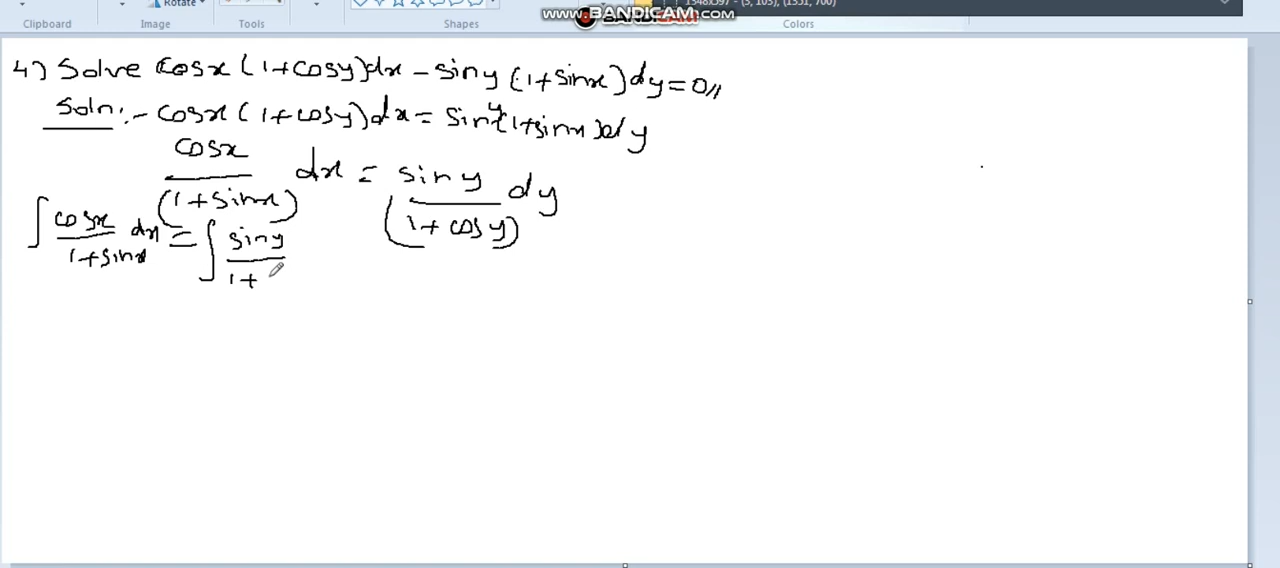 Rotate
Clipboard
Image
Tools
Shapes
Colors
www.BANDICAM.com
4) Solve cosx(1+cosy)dx - siny(1+sinx)dy = 0//
Soln:- cosx(1+cosy)dx = siny(1+sinx)dy
cosx/(1+sinx) dx = siny/(1+cosy) dy
∫ cosx/1+sinx dx = ∫ siny/1+